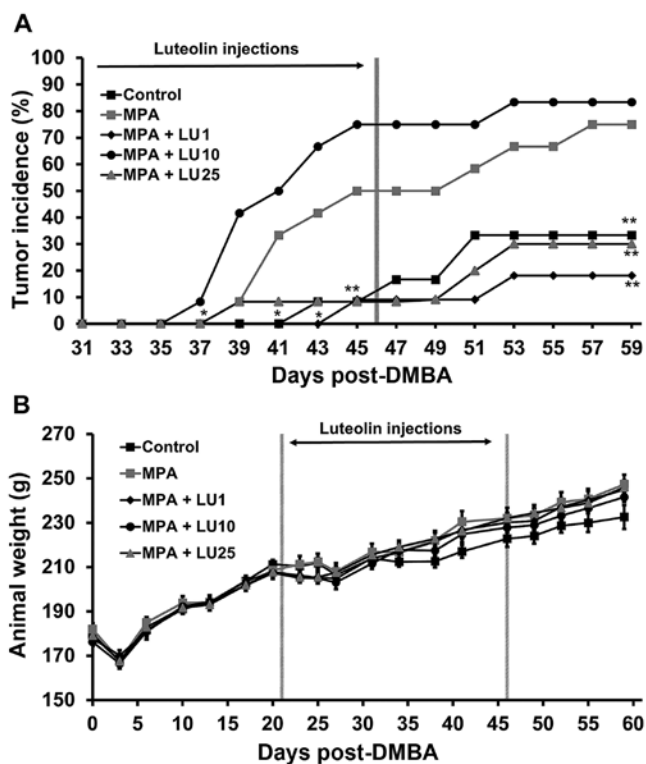 A
Luteolin injections
100
90
80
70
60
50
40
30
20
10
0
Tumor incidence (%)
Control
MPA
MPA + LU1
MPA + LU10
MPA + LU25
* * * ** ** ** **
31 33 35 37 39 41 43 45 47 49 51 53 55 57 59
Days post-DMBA
B
Luteolin injections
270
250
230
210
190
170
150
Animal weight (g)
Control
MPA
MPA + LU1
MPA + LU10
MPA + LU25
0 5 10 15 20 25 30 35 40 45 50 55 60
Days post-DMBA